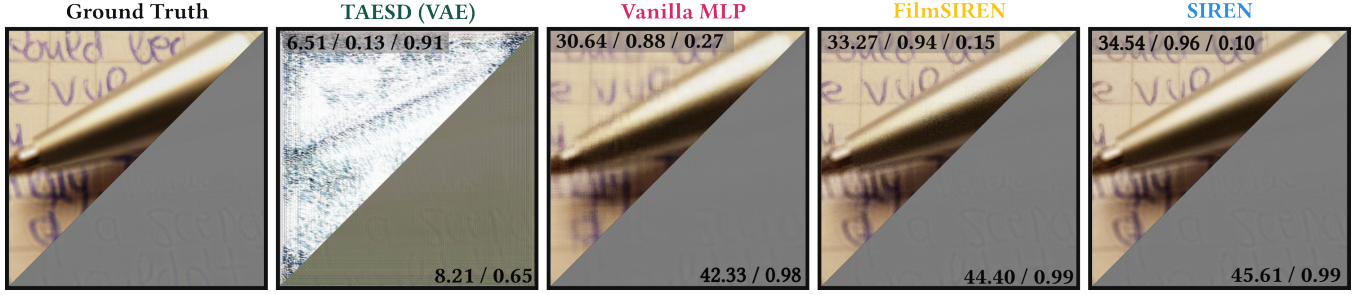 Ground Truth
TAESD (VAE)
Vanilla MLP
FilmSIREN
SIREN
6.51 / 0.13 / 0.91
30.64 / 0.88 / 0.27
33.27 / 0.94 / 0.15
34.54 / 0.96 / 0.10
8.21 / 0.65
42.33 / 0.98
44.40 / 0.99
45.61 / 0.99